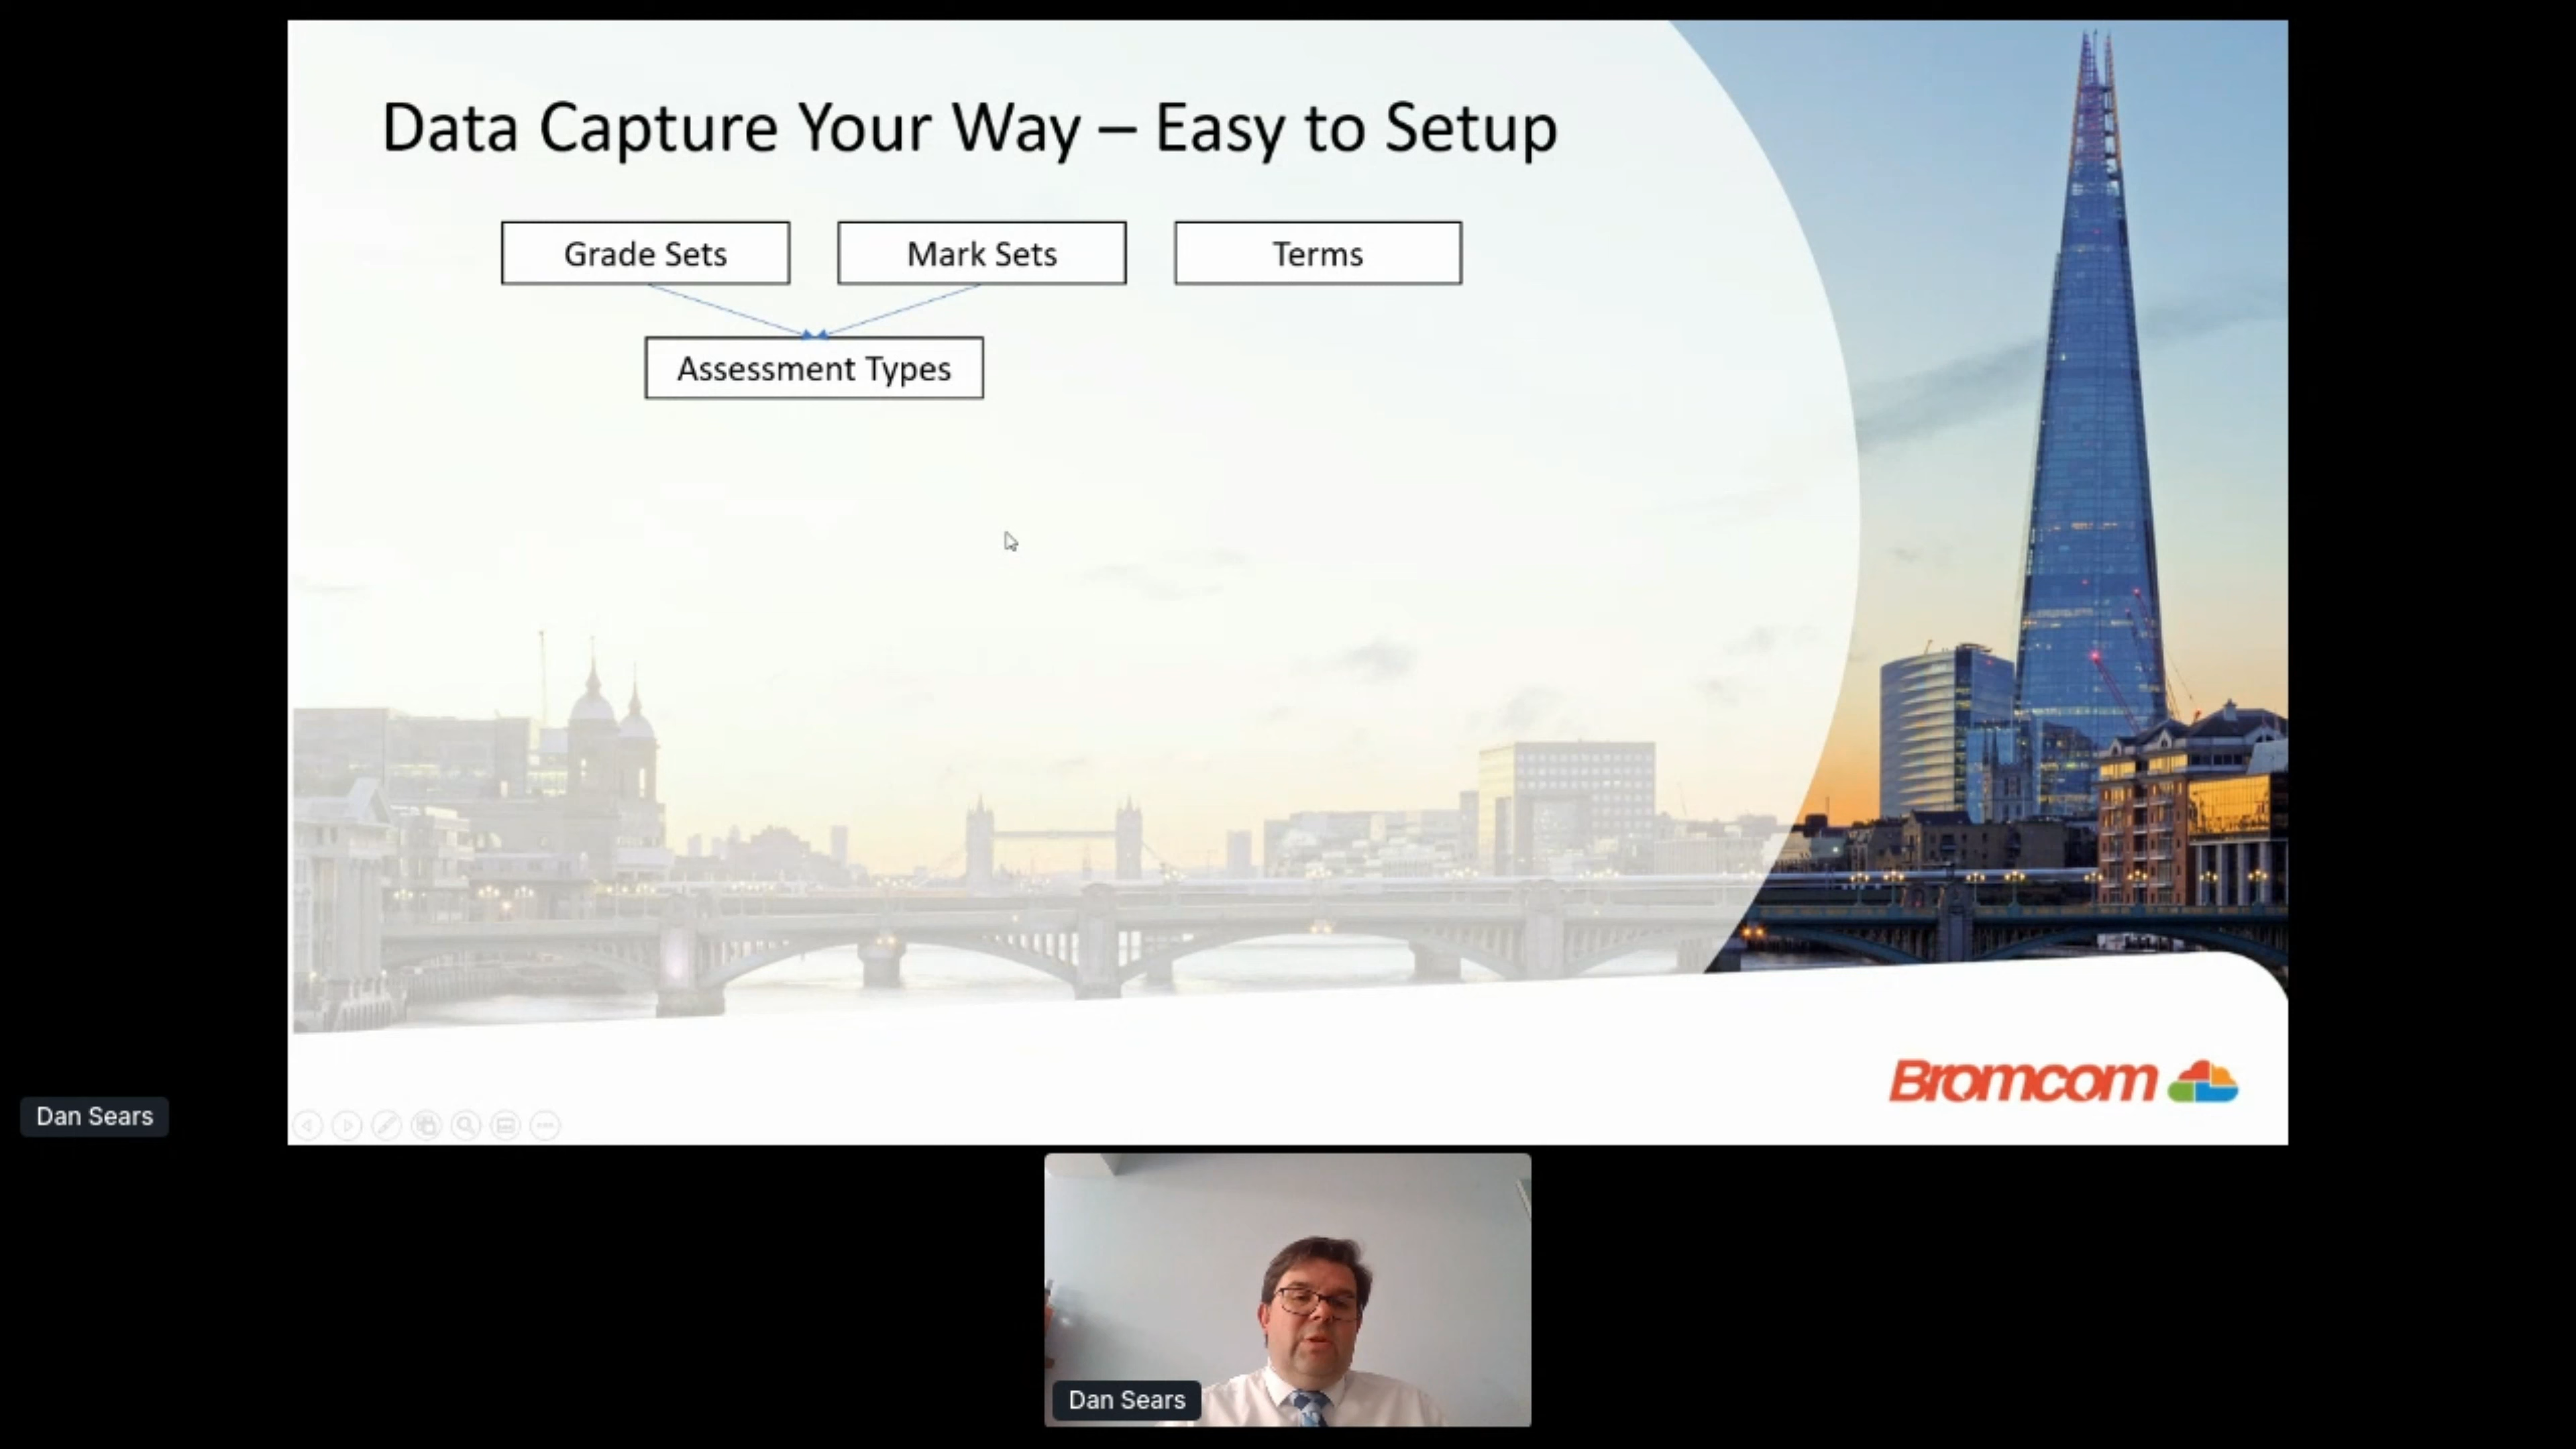 Data Capture Your Way – Easy to Setup
Grade Sets
Mark Sets
Terms
Assessment Types
Bromcom
Dan Sears
Dan Sears